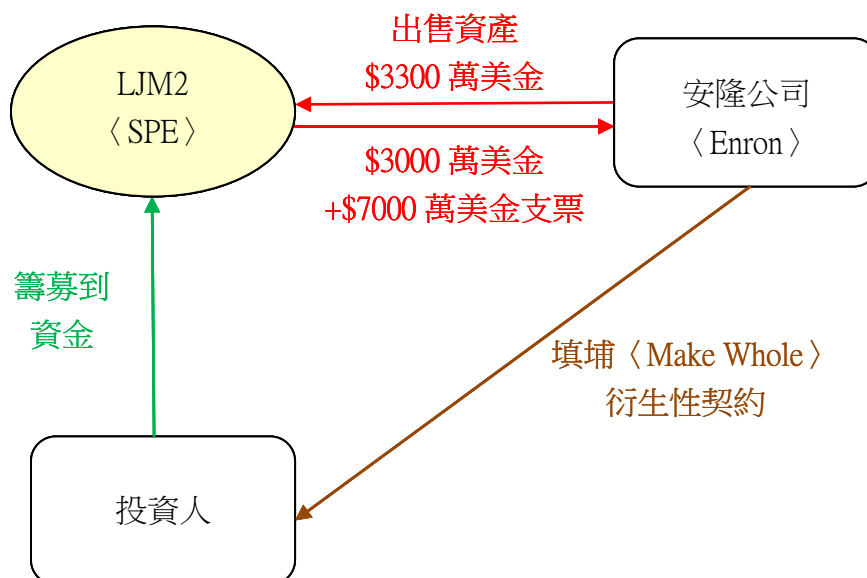 出售資產
$3300 萬美金
LJM2
〈SPE〉
安隆公司
〈Enron〉
$3000 萬美金
+$7000 萬美金支票
籌募到
資金
填埔〈Make Whole〉
衍生性契約
投資人